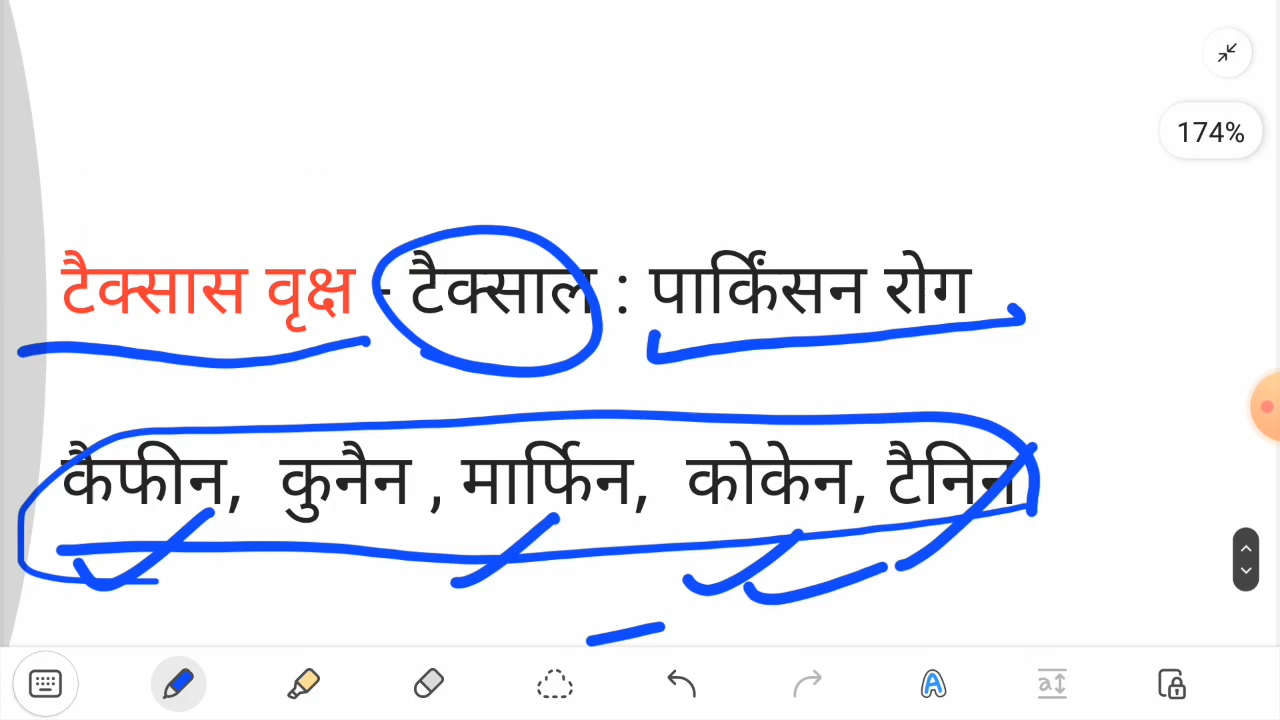 174%
टैक्सास वृक्ष - टैक्साल : पार्किंसन रोग
कैफीन, कुनैन , मार्फिन, कोकेन, टैनिन